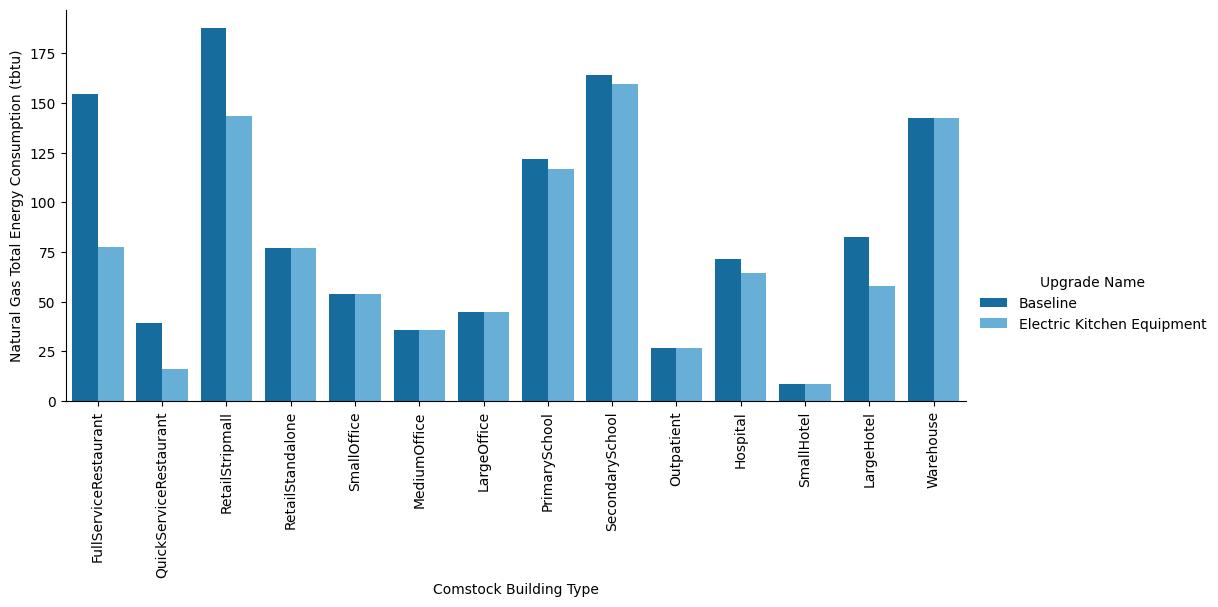 Natural Gas Total Energy Consumption (tbtu)
175
150
125
100
75
50
25
0
FullServiceRestaurant
QuickServiceRestaurant
RetailStripmall
RetailStandalone
SmallOffice
MediumOffice
LargeOffice
PrimarySchool
SecondarySchool
Outpatient
Hospital
SmallHotel
LargeHotel
Warehouse
Comstock Building Type
Upgrade Name
Baseline
Electric Kitchen Equipment